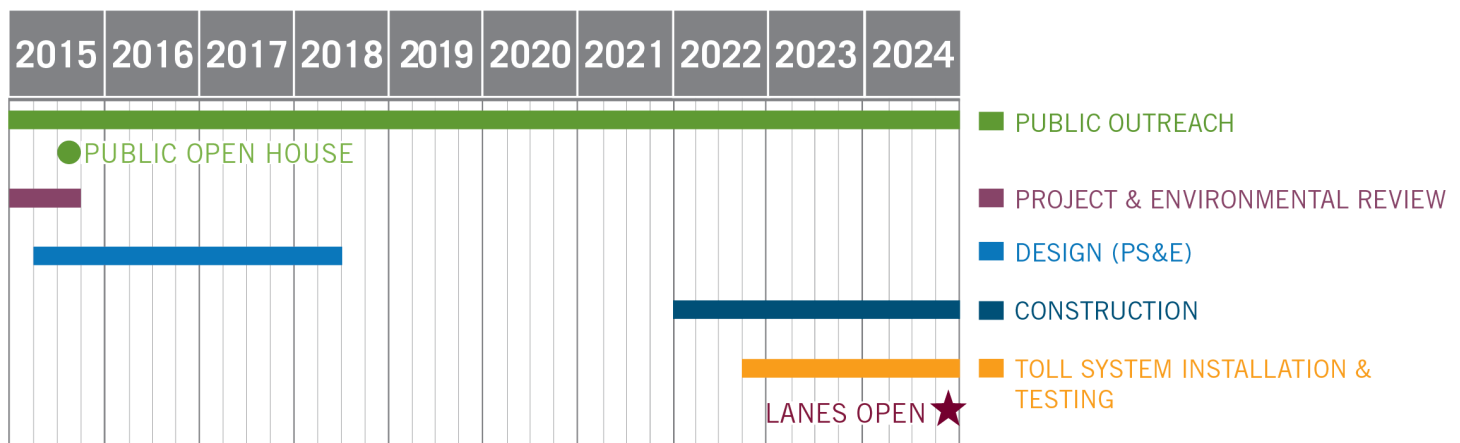 2015 2016 2017 2018 2019 2020 2021 2022 2023 2024
PUBLIC OUTREACH
PUBLIC OPEN HOUSE
PROJECT & ENVIRONMENTAL REVIEW
DESIGN (PS&E)
CONSTRUCTION
TOLL SYSTEM INSTALLATION &
TESTING
LANES OPEN